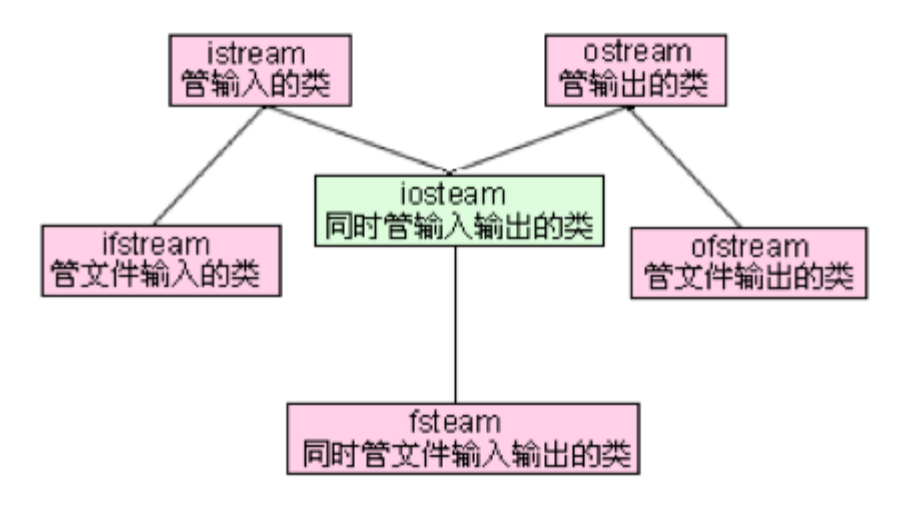 istream
管输入的类
ostream
管输出的类
iosteam
同时管输入输出的类
ifstream
管文件输入的类
ofstream
管文件输出的类
fsteam
同时管文件输入输出的类